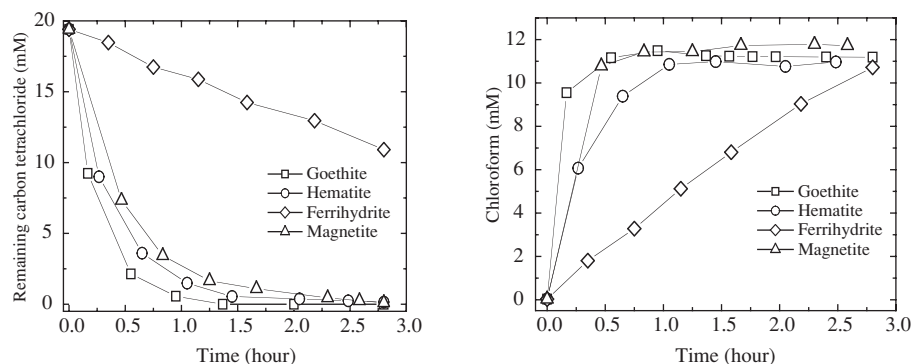 Remaining carbon tetrachloride (mM)
20
15
10
5
0
Goethite
Hematite
Ferrihydrite
Magnetite
0.0 0.5 1.0 1.5 2.0 2.5 3.0
Time (hour)
Chloroform (mM)
12
10
8
6
4
2
0
Goethite
Hematite
Ferrihydrite
Magnetite
0.0 0.5 1.0 1.5 2.0 2.5 3.0
Time (hour)